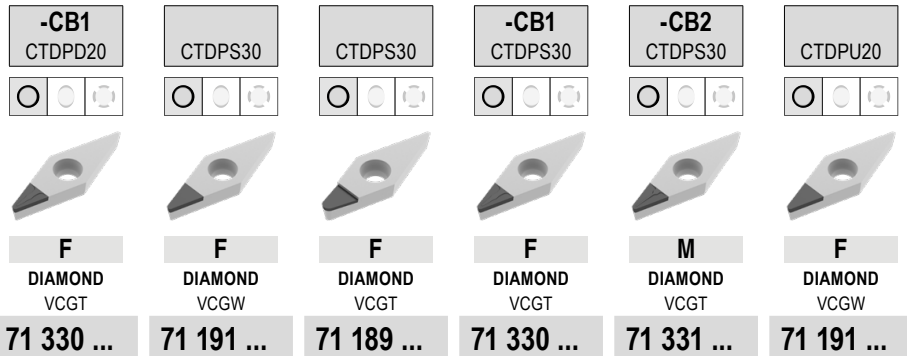 -CB1 -CB1 -CB2
CTDPD20 CTDPS30 CTDPS30 CTDPS30 CTDPS30 CTDPU20
F F F F M F
DIAMOND DIAMOND DIAMOND DIAMOND DIAMOND DIAMOND
VCGT VCGW VCGT VCGT VCGT VCGW
71 330 ... 71 191 ... 71 189 ... 71 330 ... 71 331 ... 71 191 ...